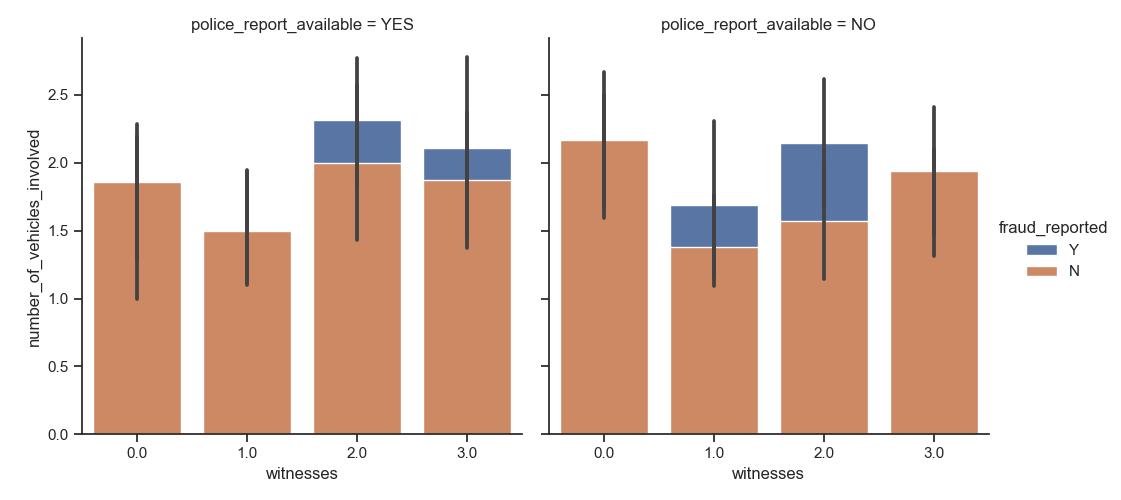 police_report_available = YES
police_report_available = NO
number_of_vehicles_involved
2.5
2.0
1.5
1.0
0.5
0.0
0.0 1.0 2.0 3.0
witnesses
0.0 1.0 2.0 3.0
witnesses
fraud_reported
Y
N